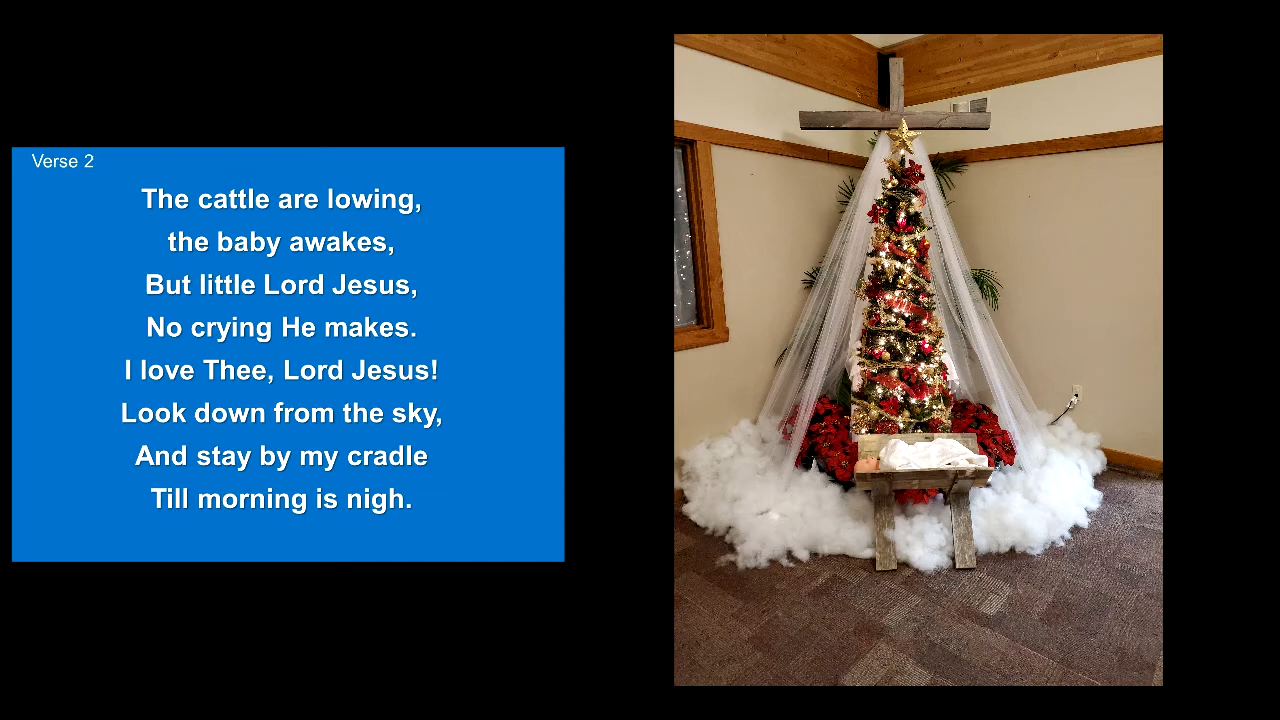 Verse 2
The cattle are lowing,
the baby awakes,
But little Lord Jesus,
No crying He makes.
I love Thee, Lord Jesus!
Look down from the sky,
And stay by my cradle
Till morning is nigh.